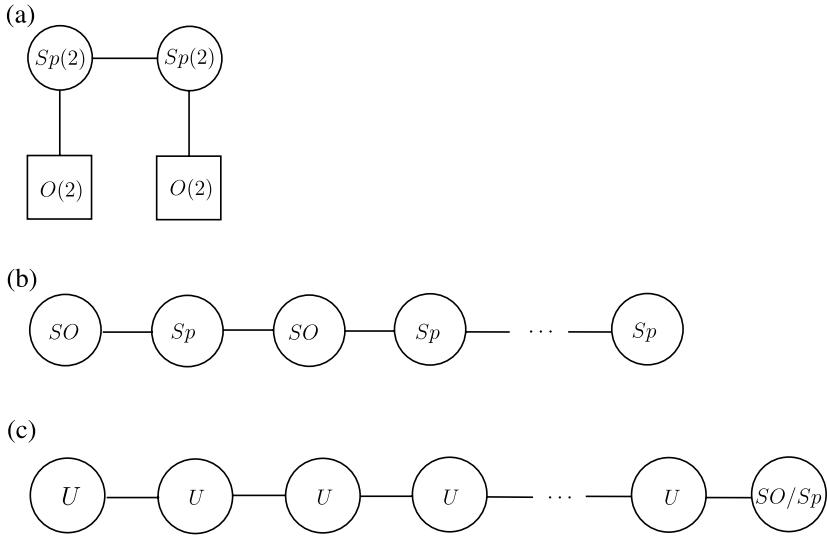 (a)
Sp(2) Sp(2)
O(2) O(2)
(b)
SO Sp SO Sp ··· Sp
(c)
U U U U ··· U SO/Sp